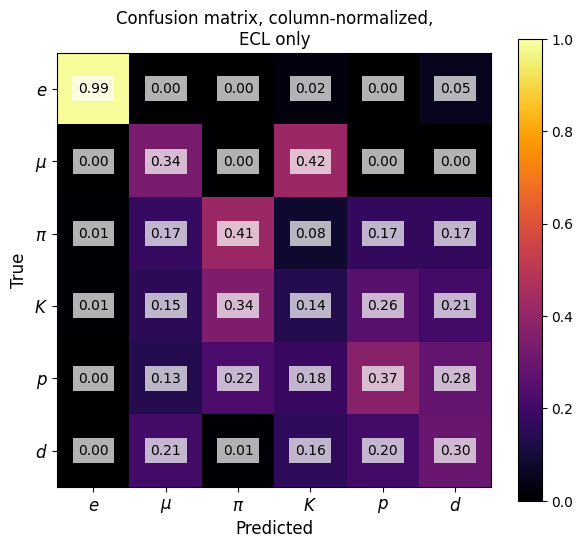 Confusion matrix, column-normalized,
ECL only
e 0.99 0.00 0.00 0.02 0.00 0.05
μ 0.00 0.34 0.00 0.42 0.00 0.00
π 0.01 0.17 0.41 0.08 0.17 0.17
K 0.01 0.15 0.34 0.14 0.26 0.21
p 0.00 0.13 0.22 0.18 0.37 0.28
d 0.00 0.21 0.01 0.16 0.20 0.30
e μ π K p d
Predicted
True
1.0
0.8
0.6
0.4
0.2
0.0